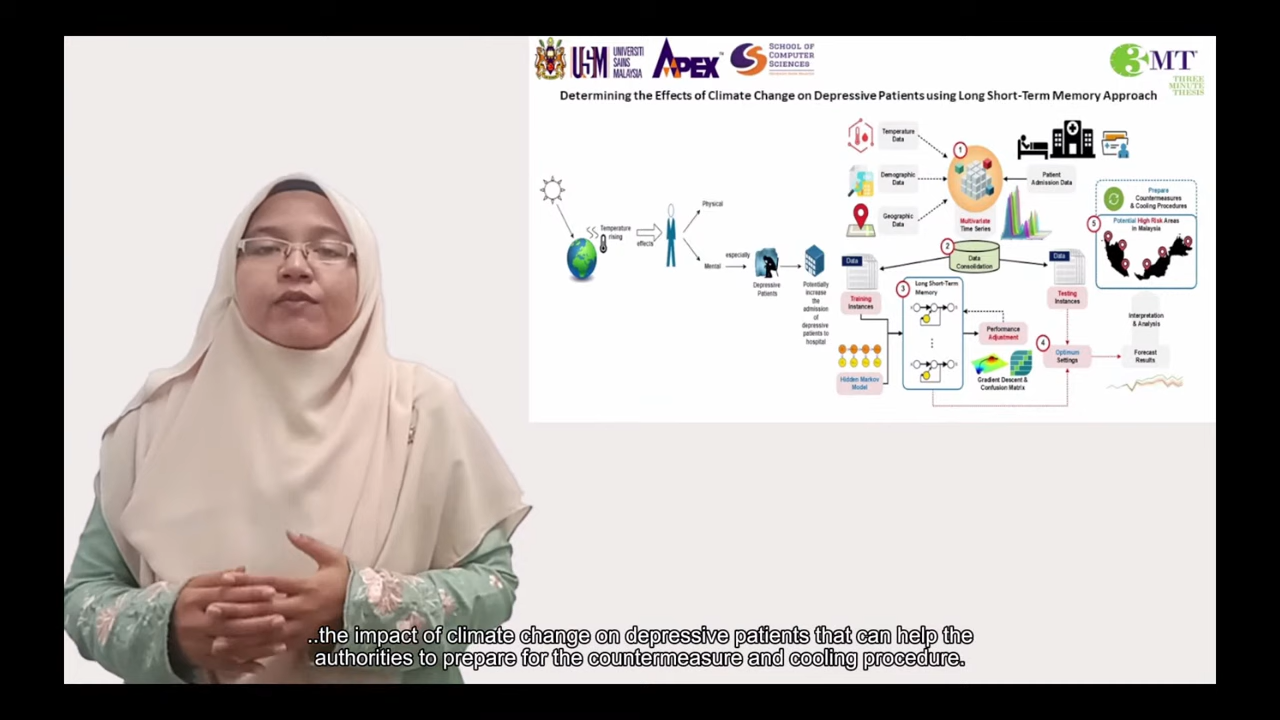 UNIVERSITI
SAINS
MALAYSIA
USM
APEX
SCHOOL OF
COMPUTER
SCIENCES
3MT
THREE
MINUTE
THESIS
Determining the Effects of Climate Change on Depressive Patients using Long Short-Term Memory Approach
Temperature
rising
effects
Physical
Mental
especially
Depressive
Patients
Potentially
increase
the
admission
of
depressive
patients to
hospital
Temperature
Data
Demographic
Data
Geographic
Data
1
Multivariate
Time Series
Patient
Admission Data
2
Data
Consolidation
Data
Training
Instances
Data
Testing
Instances
3
Long Short-Term
Memory
Hidden Markov
Model
Performance
Adjustment
Gradient Descent &
Confusion Matrix
4
Optimum
Settings
Forecast
Results
Interpretation
& Analysis
5
Potential High Risk Areas
in Malaysia
Prepare
Countermeasures
& Cooling Procedures
..the impact of climate change on depressive patients that can help the
authorities to prepare for the countermeasure and cooling procedure.